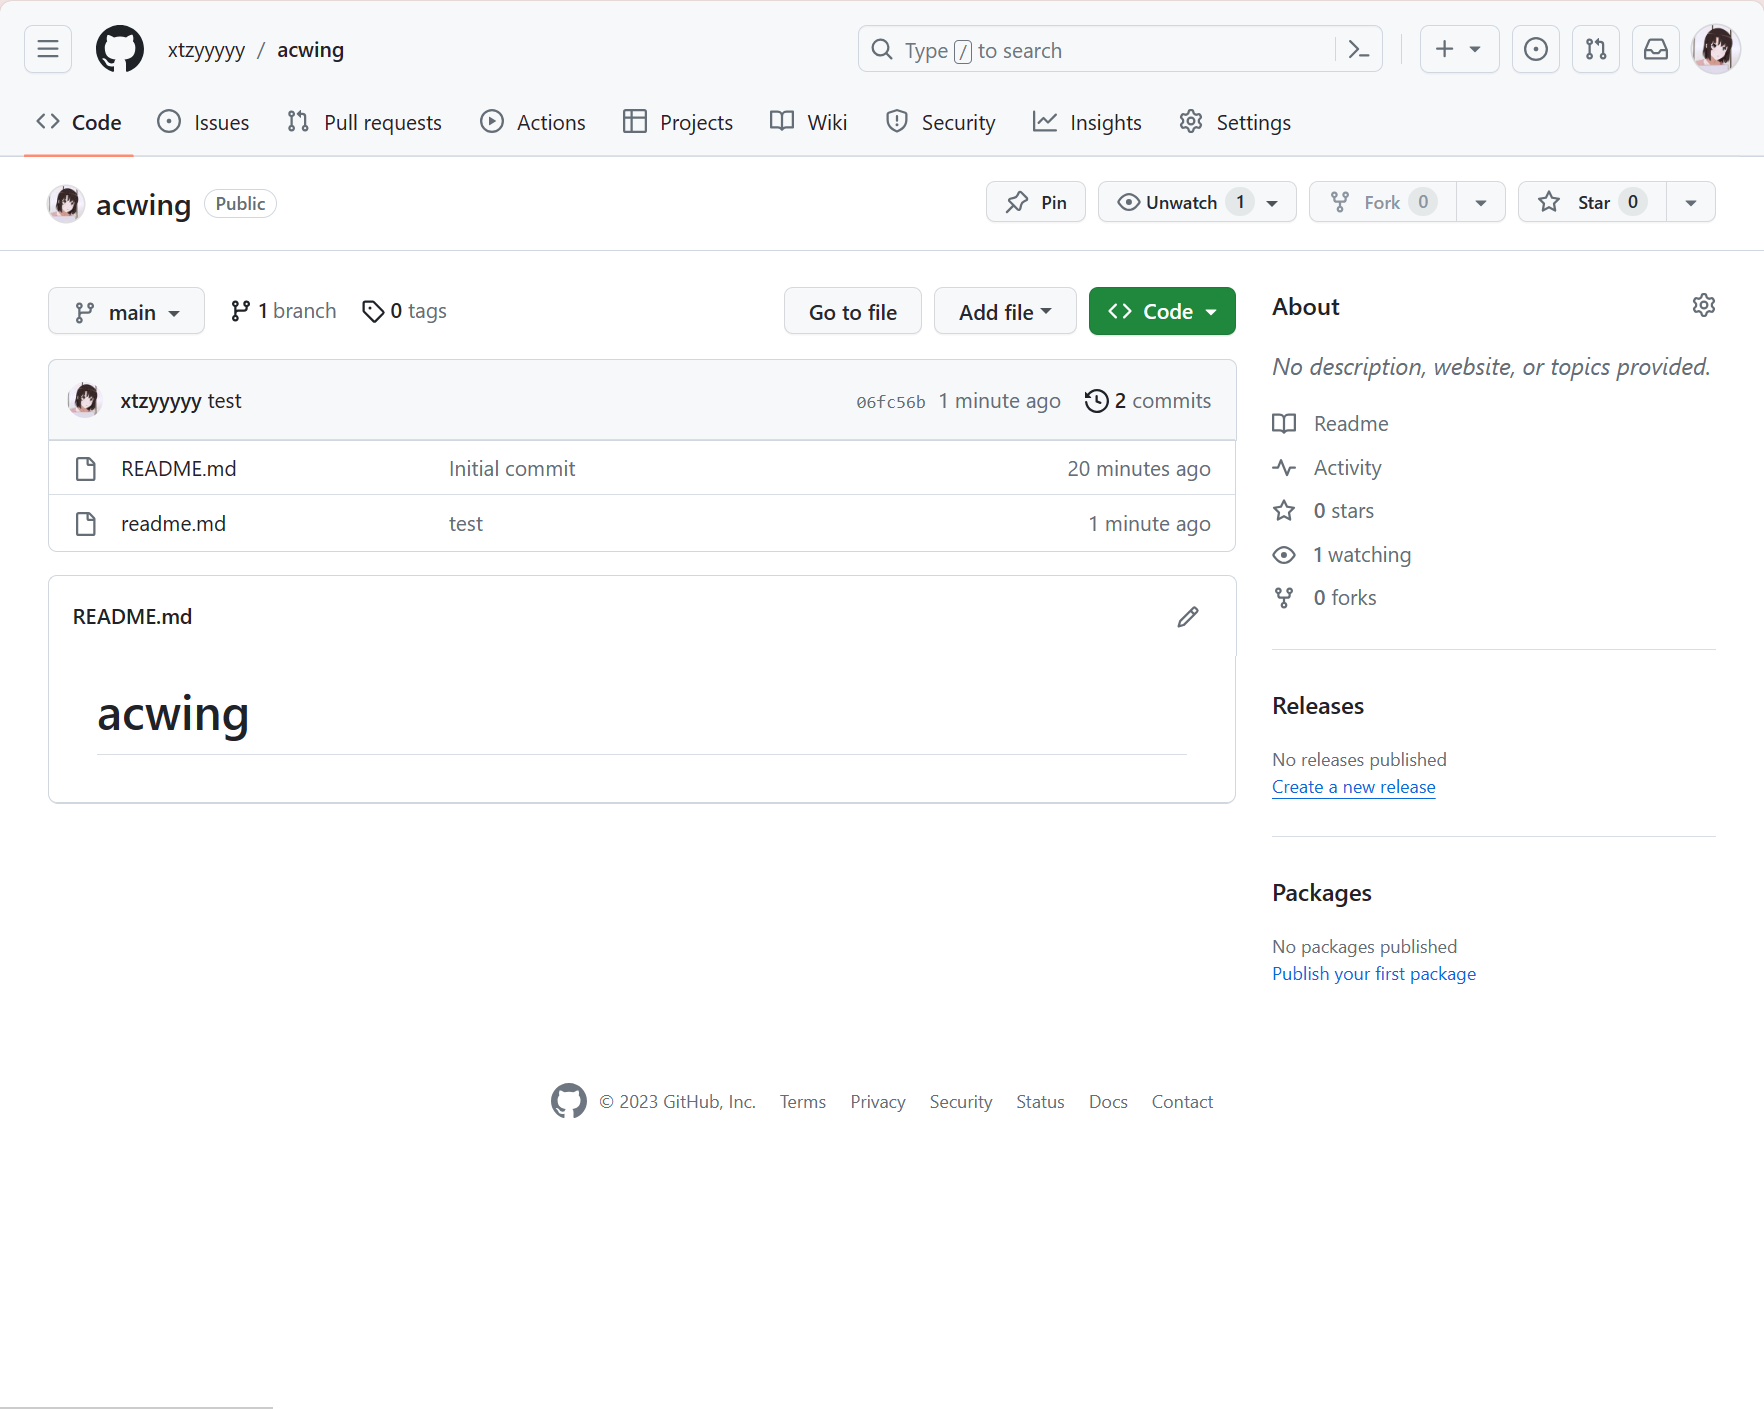 xtzyyyyy / acwing
Type / to search
Code Issues Pull requests Actions Projects Wiki Security Insights Settings
acwing Public
Pin Unwatch 1 Fork 0 Star 0
main 1 branch 0 tags
Go to file Add file Code
xtzyyyyy test 06fc56b 1 minute ago 2 commits
README.md Initial commit 20 minutes ago
readme.md test 1 minute ago
README.md
acwing
About
No description, website, or topics provided.
Readme
Activity
0 stars
1 watching
0 forks
Releases
No releases published
Create a new release
Packages
No packages published
Publish your first package
© 2023 GitHub, Inc. Terms Privacy Security Status Docs Contact